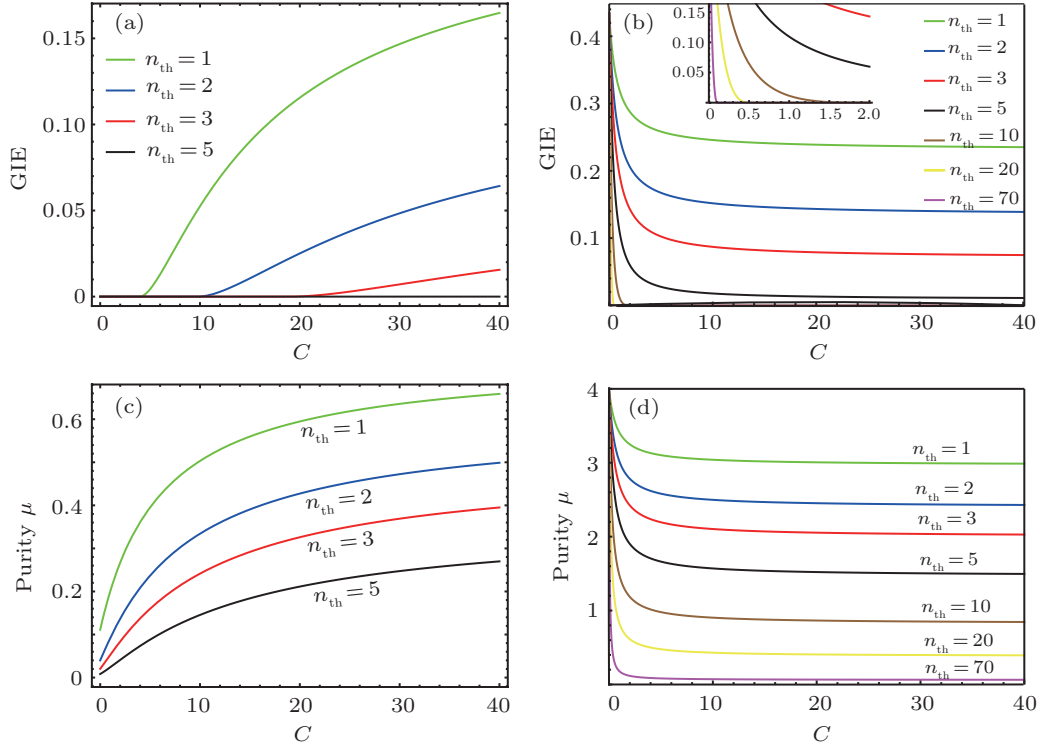 (a)
GIE
0.15
0.10
0.05
0
n_th = 1
n_th = 2
n_th = 3
n_th = 5
0 10 20 30 40
C
(b)
GIE
0.4
0.3
0.2
0.1
0.15
0.10
0.05
0 0.5 1.0 1.5 2.0
n_th = 1
n_th = 2
n_th = 3
n_th = 5
n_th = 10
n_th = 20
n_th = 70
0 10 20 30 40
C
(c)
Purity μ
0.6
0.4
0.2
0
n_th = 1
n_th = 2
n_th = 3
n_th = 5
0 10 20 30 40
C
(d)
Purity μ
4
3
2
1
n_th = 1
n_th = 2
n_th = 3
n_th = 5
n_th = 10
n_th = 20
n_th = 70
0 10 20 30 40
C